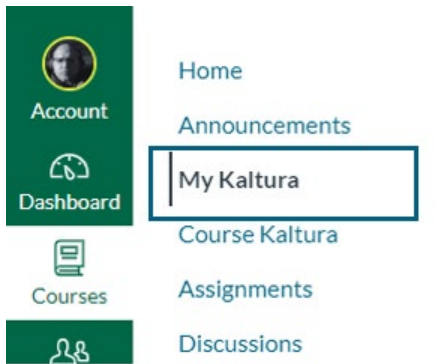 Account
Dashboard
Courses
Home
Announcements
My Kaltura
Course Kaltura
Assignments
Discussions